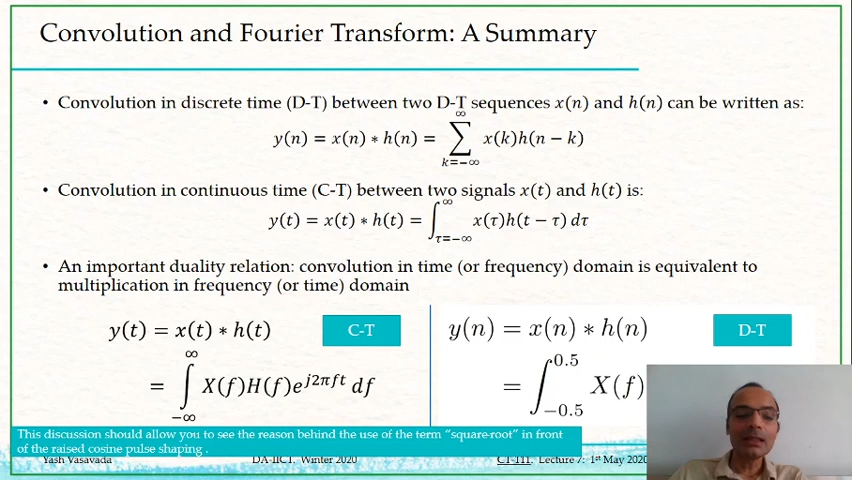 Convolution and Fourier Transform: A Summary
• Convolution in discrete time (D-T) between two D-T sequences x(n) and h(n) can be written as:
y(n) = x(n) ∗ h(n) = ∑_{k=−∞}^{∞} x(k)h(n − k)
• Convolution in continuous time (C-T) between two signals x(t) and h(t) is:
y(t) = x(t) ∗ h(t) = ∫_{τ=−∞}^{∞} x(τ)h(t − τ) dτ
• An important duality relation: convolution in time (or frequency) domain is equivalent to
multiplication in frequency (or time) domain
y(t) = x(t) ∗ h(t)
C-T
= ∫_{−∞}^{∞} X(f)H(f)e^{j2πft} df
y(n) = x(n) ∗ h(n)
D-T
= ∫_{−0.5}^{0.5} X(f)
This discussion should allow you to see the reason behind the use of the term "square-root" in front
of the raised cosine pulse shaping .
Yash Vasavada
DA-IICT, Winter 2020
CT-111, Lecture 7: 1st May 2020